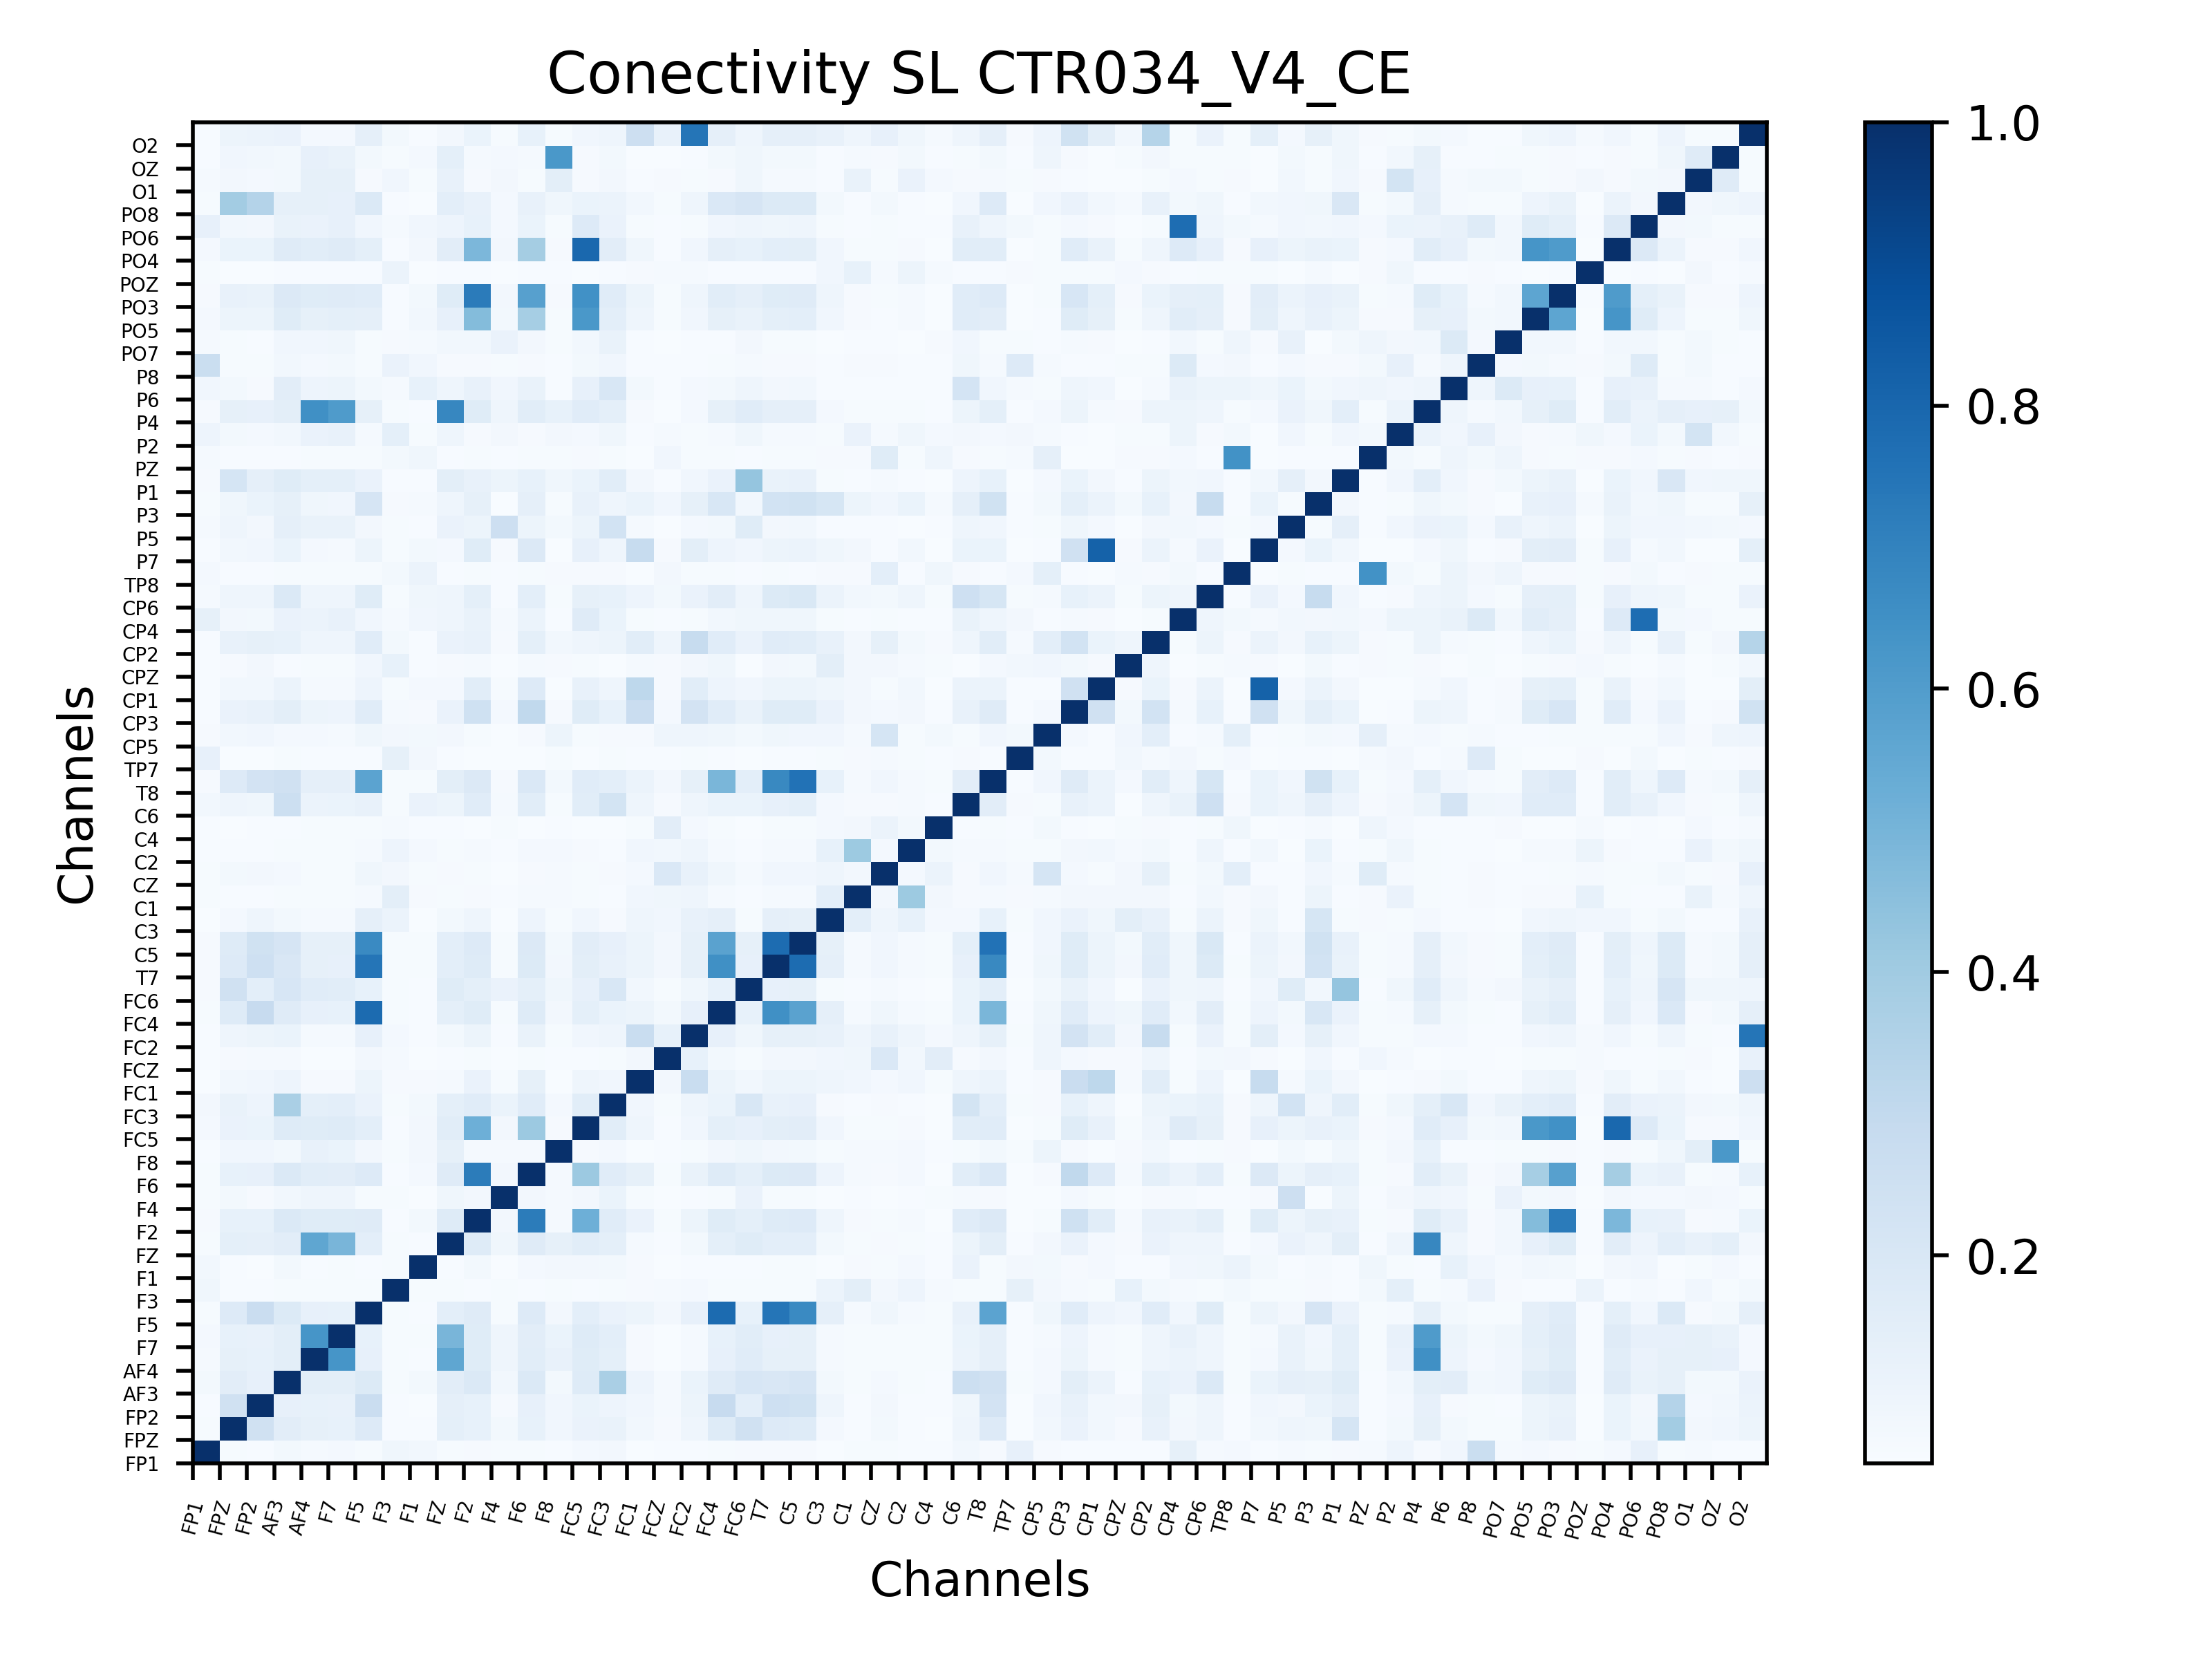 Conectivity SL CTR034_V4_CE
1.0
0.8
0.6
0.4
0.2
Channels
O2
OZ
O1
PO8
PO6
PO4
POZ
PO3
PO5
PO7
P8
P6
P4
P2
PZ
P1
P3
P5
P7
TP8
CP6
CP4
CP2
CPZ
CP1
CP3
CP5
TP7
T8
C6
C4
C2
CZ
C1
C3
C5
T7
FC6
FC4
FC2
FCZ
FC1
FC3
FC5
F8
F6
F4
F2
FZ
F1
F3
F5
F7
AF4
AF3
FP2
FPZ
FP1
FP1 FPZ FP2 AF3 AF4 F7 F5 F3 F1 FZ F2 F4 F6 F8 FC5 FC3 FC1 FCZ FC2 FC4 FC6 T7 C5 C3 C1 CZ C2 C4 C6 T8 TP7 CP5 CP3 CP1 CPZ CP2 CP4 CP6 TP8 P7 P5 P3 P1 PZ P2 P4 P6 P8 PO7 PO5 PO3 POZ PO4 PO6 PO8 O1 OZ O2
Channels